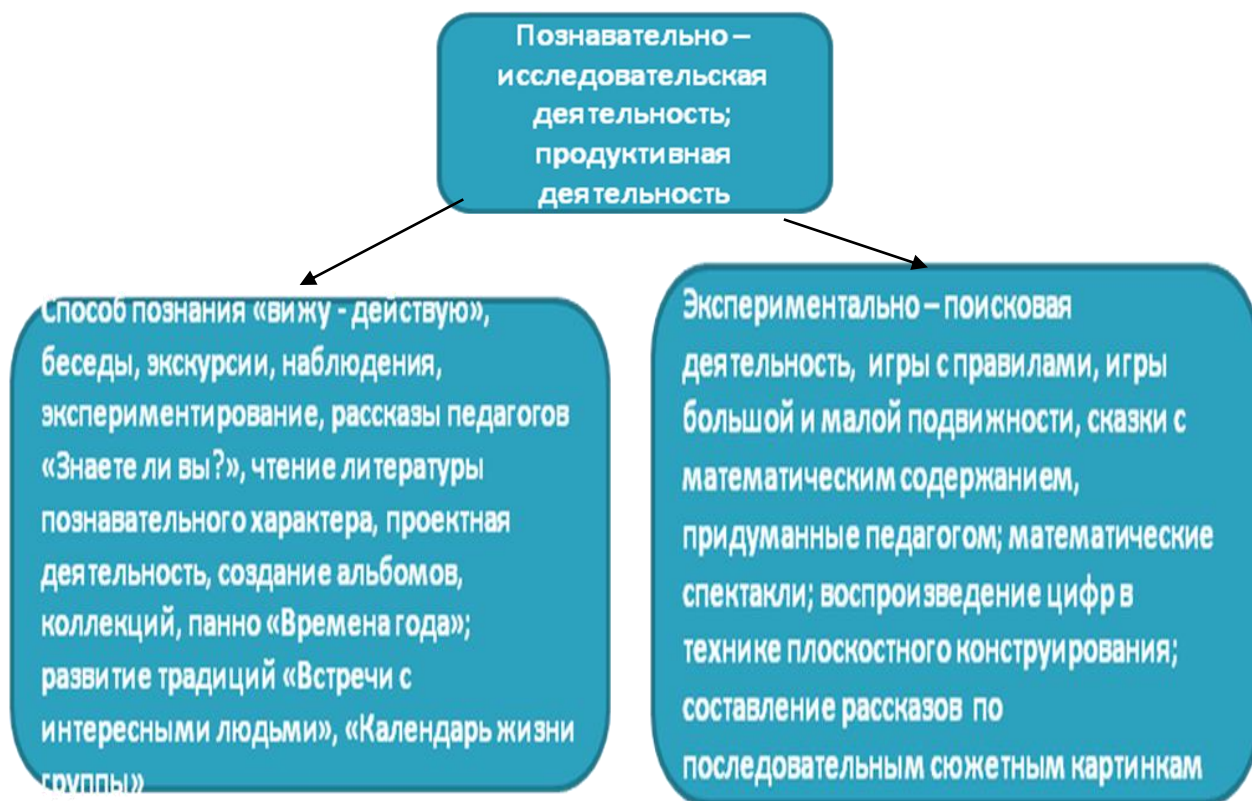 Познавательно –
исследовательская
деятельность;
продуктивная
деятельность
Способ познания «вижу - действую»,
беседы, экскурсии, наблюдения,
экспериментирование, рассказы педагогов
«Знаете ли вы?», чтение литературы
познавательного характера, проектная
деятельность, создание альбомов,
коллекций, панно «Времена года»;
развитие традиций «Встречи с
интересными людьми», «Календарь жизни
группы»
Экспериментально – поисковая
деятельность, игры с правилами, игры
большой и малой подвижности, сказки с
математическим содержанием,
придуманные педагогом; математические
спектакли; воспроизведение цифр в
технике плоскостного конструирования;
составление рассказов по
последовательным сюжетным картинкам